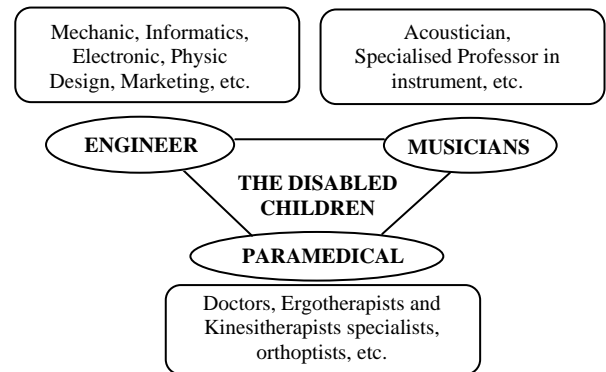 Mechanic, Informatics,
Electronic, Physic
Design, Marketing, etc.
Acoustician,
Specialised Professor in
instrument, etc.
ENGINEER
MUSICIANS
THE DISABLED
CHILDREN
PARAMEDICAL
Doctors, Ergotherapists and
Kinesitherapists specialists,
orthoptists, etc.